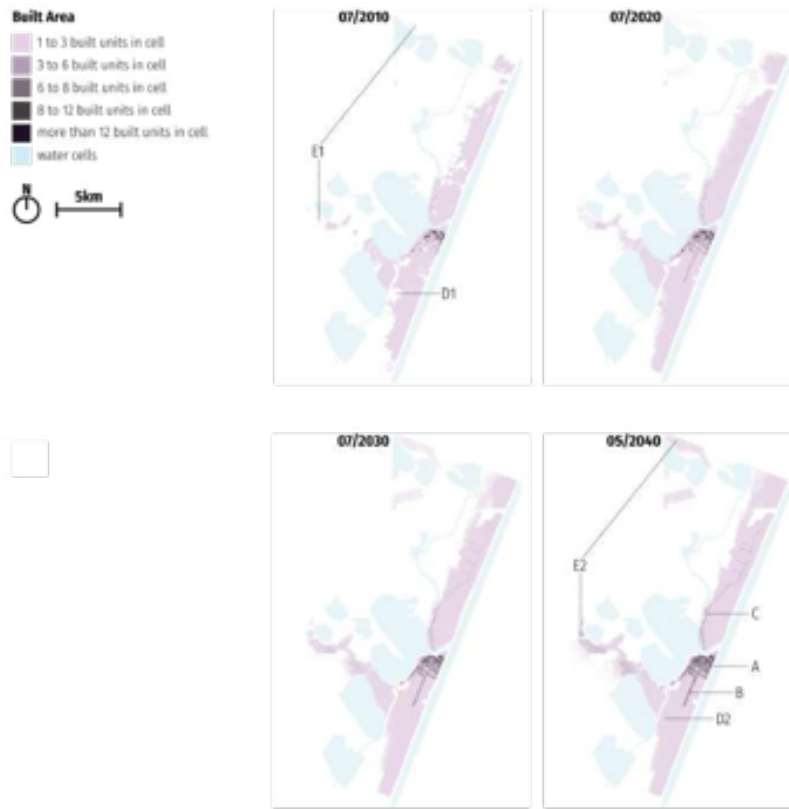 Built Area
1 to 3 built units in cell
3 to 6 built units in cell
6 to 8 built units in cell
8 to 12 built units in cell
more than 12 built units in cell
water cells
N
5km
07/2010
E1
D1
07/2020
07/2030
05/2040
E2
C
A
B
D2